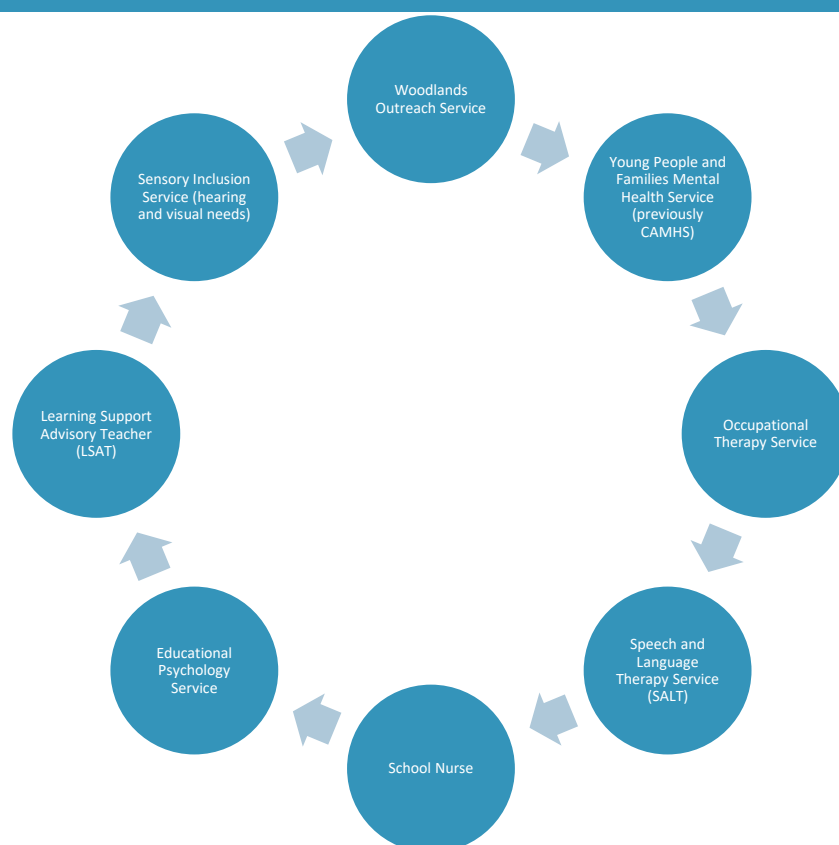 Woodlands
Outreach Service
Young People and
Families Mental
Health Service
(previously
CAMHS)
Occupational
Therapy Service
Speech and
Language
Therapy Service
(SALT)
School Nurse
Educational
Psychology
Service
Learning Support
Advisory Teacher
(LSAT)
Sensory Inclusion
Service (hearing
and visual needs)